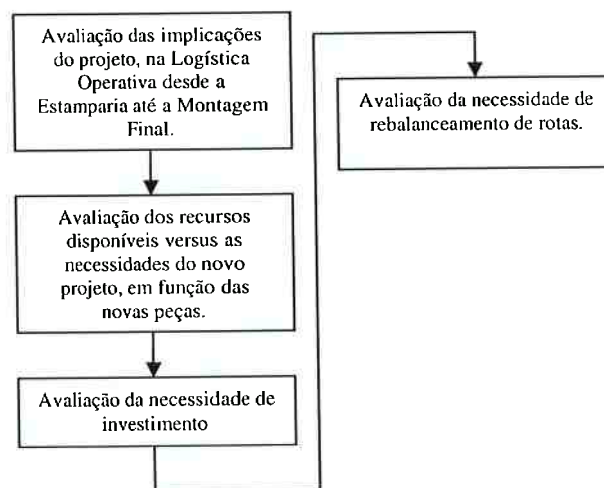 Avaliação das implicações
do projeto, na Logística
Operativa desde a
Estamparia até a Montagem
Final.
Avaliação dos recursos
disponíveis versus as
necessidades do novo
projeto, em função das
novas peças.
Avaliação da necessidade de
investimento
Avaliação da necessidade de
rebalanceamento de rotas.